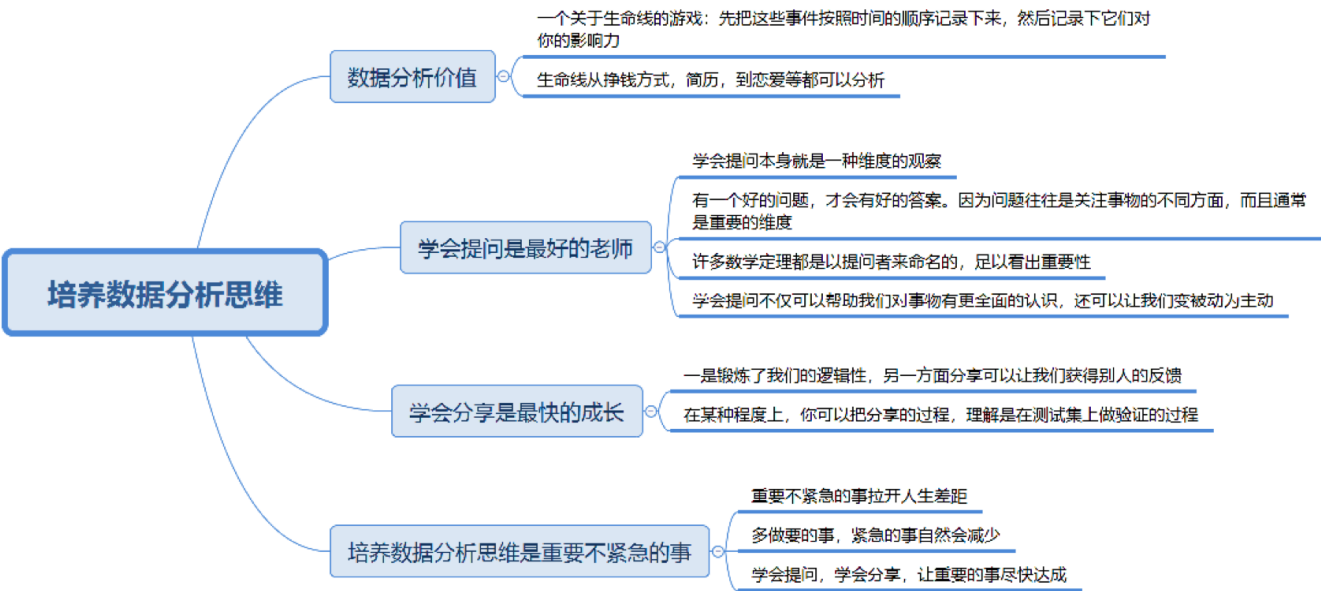 培养数据分析思维
数据分析价值
一个关于生命线的游戏：先把这些事件按照时间的顺序记录下来，然后记录下它们对
你的影响力
生命线从挣钱方式，简历，到恋爱等都可以分析
学会提问是最好的老师
学会提问本身就是一种维度的观察
有一个好的问题，才会有好的答案。因为问题往往是关注事物的不同方面，而且通常
是重要的维度
许多数学定理都是以提问者来命名的，足以看出重要性
学会提问不仅可以帮助我们对事物有更全面的认识，还可以让我们变被动为主动
学会分享是最快的成长
一是锻炼了我们的逻辑性，另一方面分享可以让我们获得别人的反馈
在某种程度上，你可以把分享的过程，理解是在测试集上做验证的过程
培养数据分析思维是重要不紧急的事
重要不紧急的事拉开人生差距
多做要的事，紧急的事自然会减少
学会提问，学会分享，让重要的事尽快达成